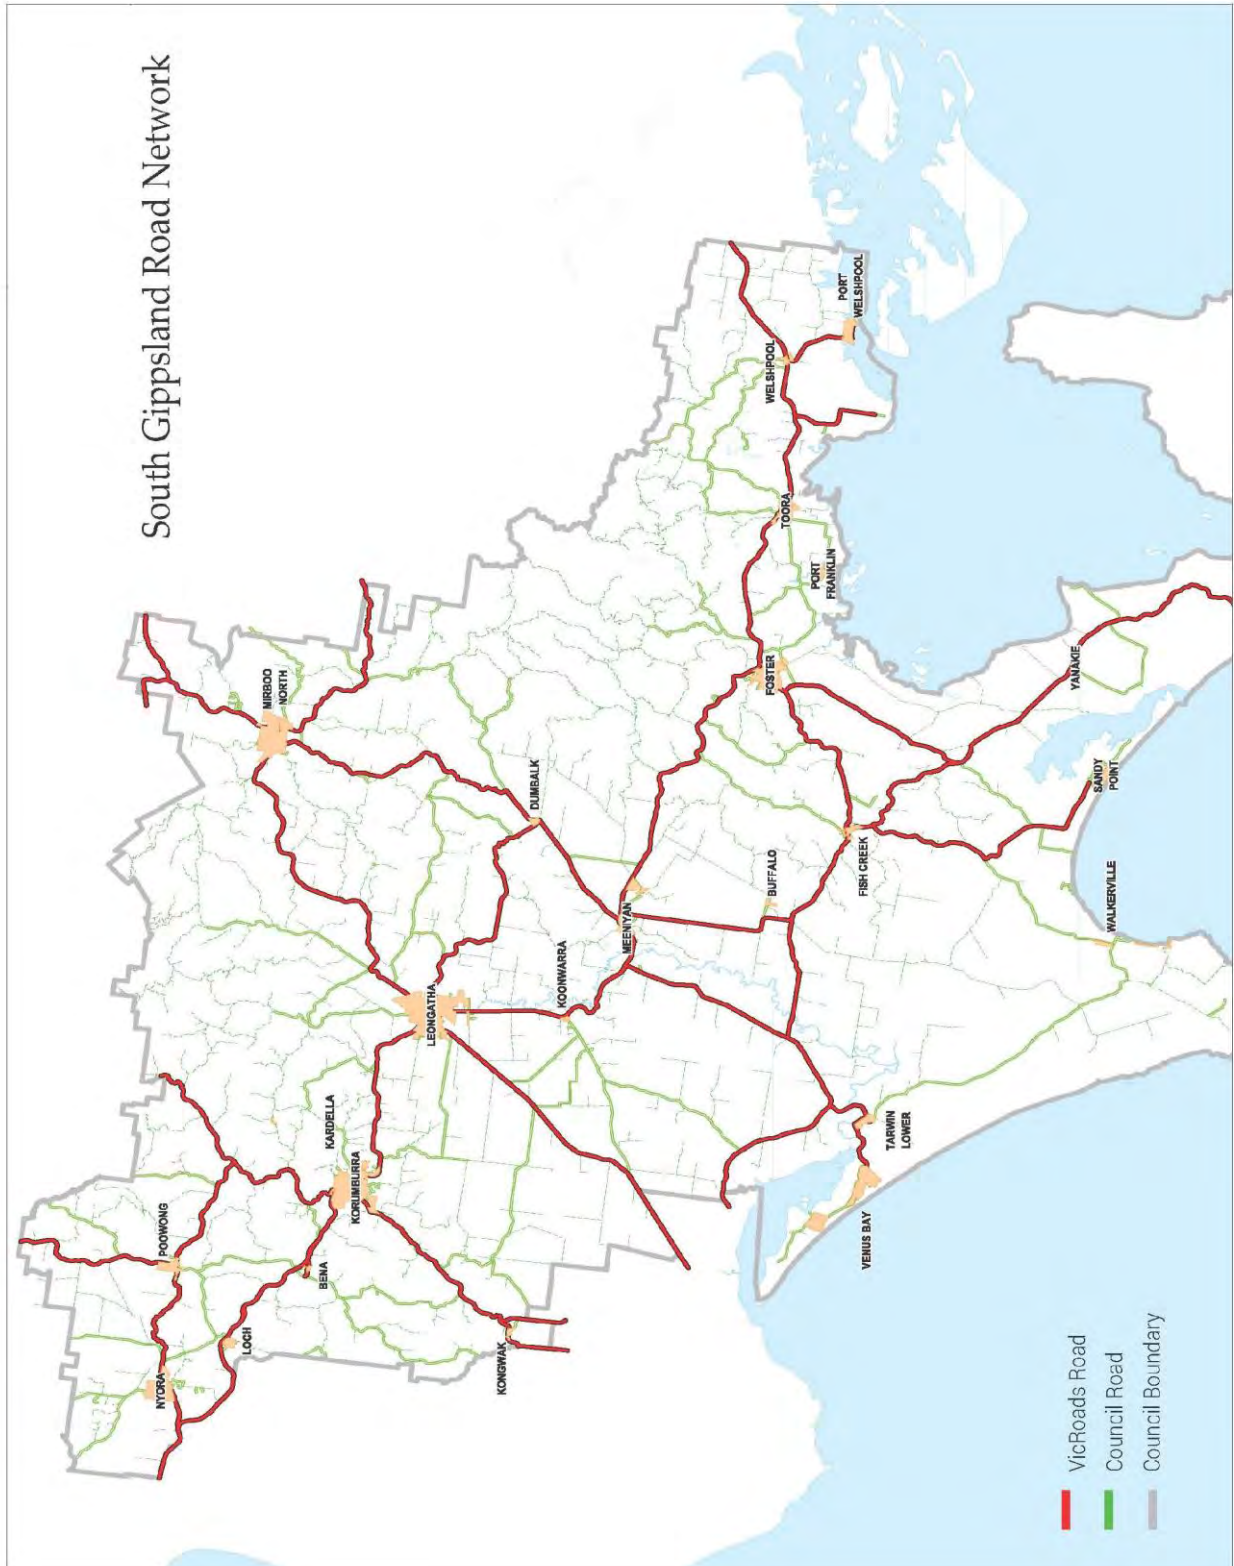 South Gippsland Road Network
MIRBOO
NORTH
POOWONG
NYORA
LOCH
BENA
KARDELLA
KORUMBURRA
LEONGATHA
KONGWAK
KOONWARRA
DUMBALK
MEENIYAN
BUFFALO
FISH CREEK
FOSTER
TOORA
PORT
FRANKLIN
WELSHPOOL
PORT
WELSHPOOL
YANAKIE
SANDY
POINT
WALKERVILLE
TARWIN
LOWER
VENUS BAY
VicRoads Road
Council Road
Council Boundary